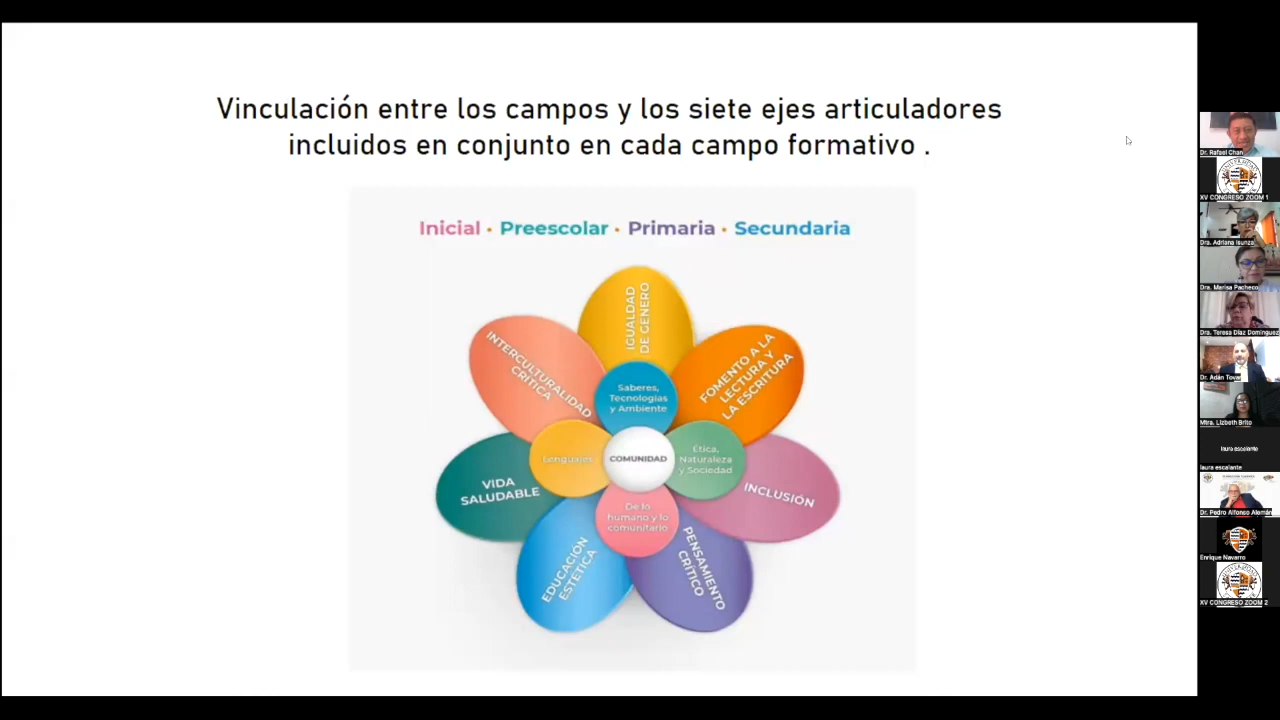 Vinculación entre los campos y los siete ejes articuladores
incluidos en conjunto en cada campo formativo .
Inicial • Preescolar • Primaria • Secundaria
IGUALDAD
DE GÉNERO
INTERCULTURALIDAD
CRÍTICA
FOMENTO A LA
LECTURA Y
LA ESCRITURA
Saberes,
Tecnologías
y Ambiente
Lenguajes
COMUNIDAD
Ética,
Naturaleza
y Sociedad
VIDA
SALUDABLE
INCLUSIÓN
De lo
humano y lo
comunitario
EDUCACIÓN
ESTÉTICA
PENSAMIENTO
CRÍTICO
Dr. Rafael Chan
XV CONGRESO ZOOM 1
Dra. Adriana Isunza
Dra. Marisa Pacheco
Dra. Teresa Díaz Domínguez
Dr. Adán Tovar
Mtra. Lizbeth Brito
laura escalante
laura escalante
Dr. Pedro Alfonso Alemán
Enrique Navarro
XV CONGRESO ZOOM 2